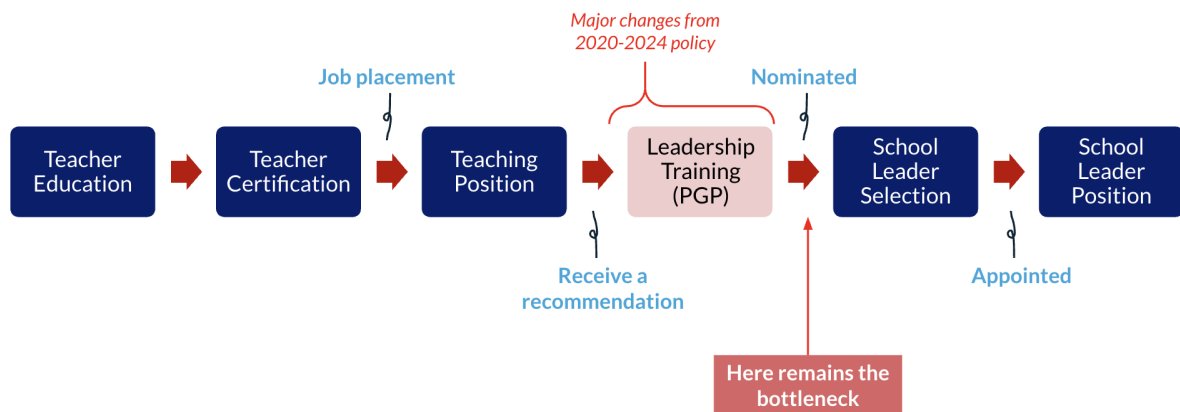 Major changes from
2020-2024 policy
Job placement
Nominated
Teacher
Education
Teacher
Certification
Teaching
Position
Leadership
Training
(PGP)
School
Leader
Selection
School
Leader
Position
Receive a
recommendation
Appointed
Here remains the
bottleneck